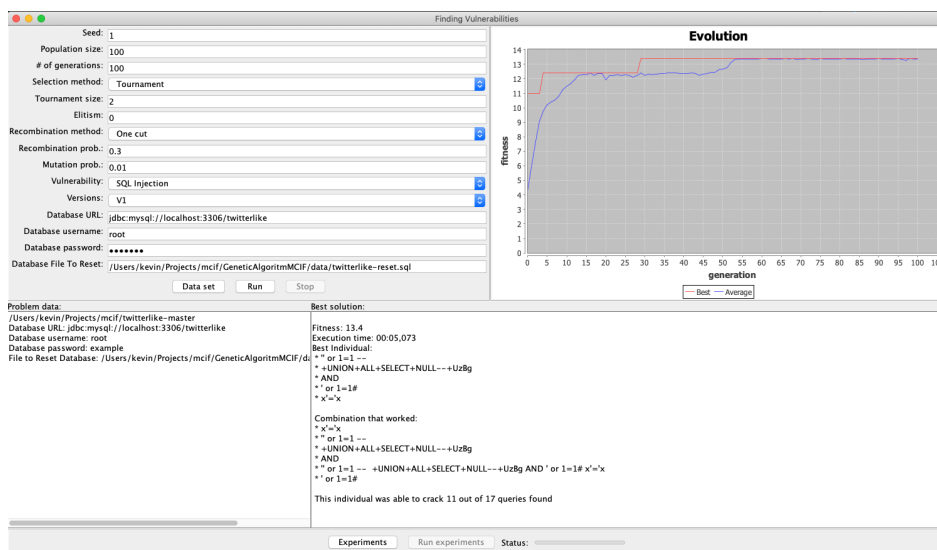 Finding Vulnerabilities
Seed: 1
Population size: 100
# of generations: 100
Selection method: Tournament
Tournament size: 2
Elitism: 0
Recombination method: One cut
Recombination prob.: 0.3
Mutation prob.: 0.01
Vulnerability: SQL Injection
Versions: V1
Database URL: jdbc:mysql://localhost:3306/twitterlike
Database username: root
Database password: •••••••
Database File To Reset: /Users/kevin/Projects/mcif/GeneticAlgoritmMCIF/data/twitterlike-reset.sql
Data set Run Stop
Evolution
14
13
12
11
10
9
8
7
6
5
4
3
2
1
0
fitness
0 5 10 15 20 25 30 35 40 45 50 55 60 65 70 75 80 85 90 95 100
generation
Best Average
Problem data:
/Users/kevin/Projects/mcif/twitterlike-master
Database URL: jdbc:mysql://localhost:3306/twitterlike
Database username: root
Database password: example
File to Reset Database: /Users/kevin/Projects/mcif/GeneticAlgoritmMCIF/da
Best solution:
Fitness: 13.4
Execution time: 00:05,073
Best Individual:
* " or 1=1 --
* +UNION+ALL+SELECT+NULL--+UzBg
* AND
* ' or 1=1#
* x'='x
Combination that worked:
* x'='x
* " or 1=1 --
* +UNION+ALL+SELECT+NULL--+UzBg
* AND
* " or 1=1 -- +UNION+ALL+SELECT+NULL--+UzBg AND ' or 1=1# x'='x
* ' or 1=1#
This individual was able to crack 11 out of 17 queries found
Experiments Run experiments Status: